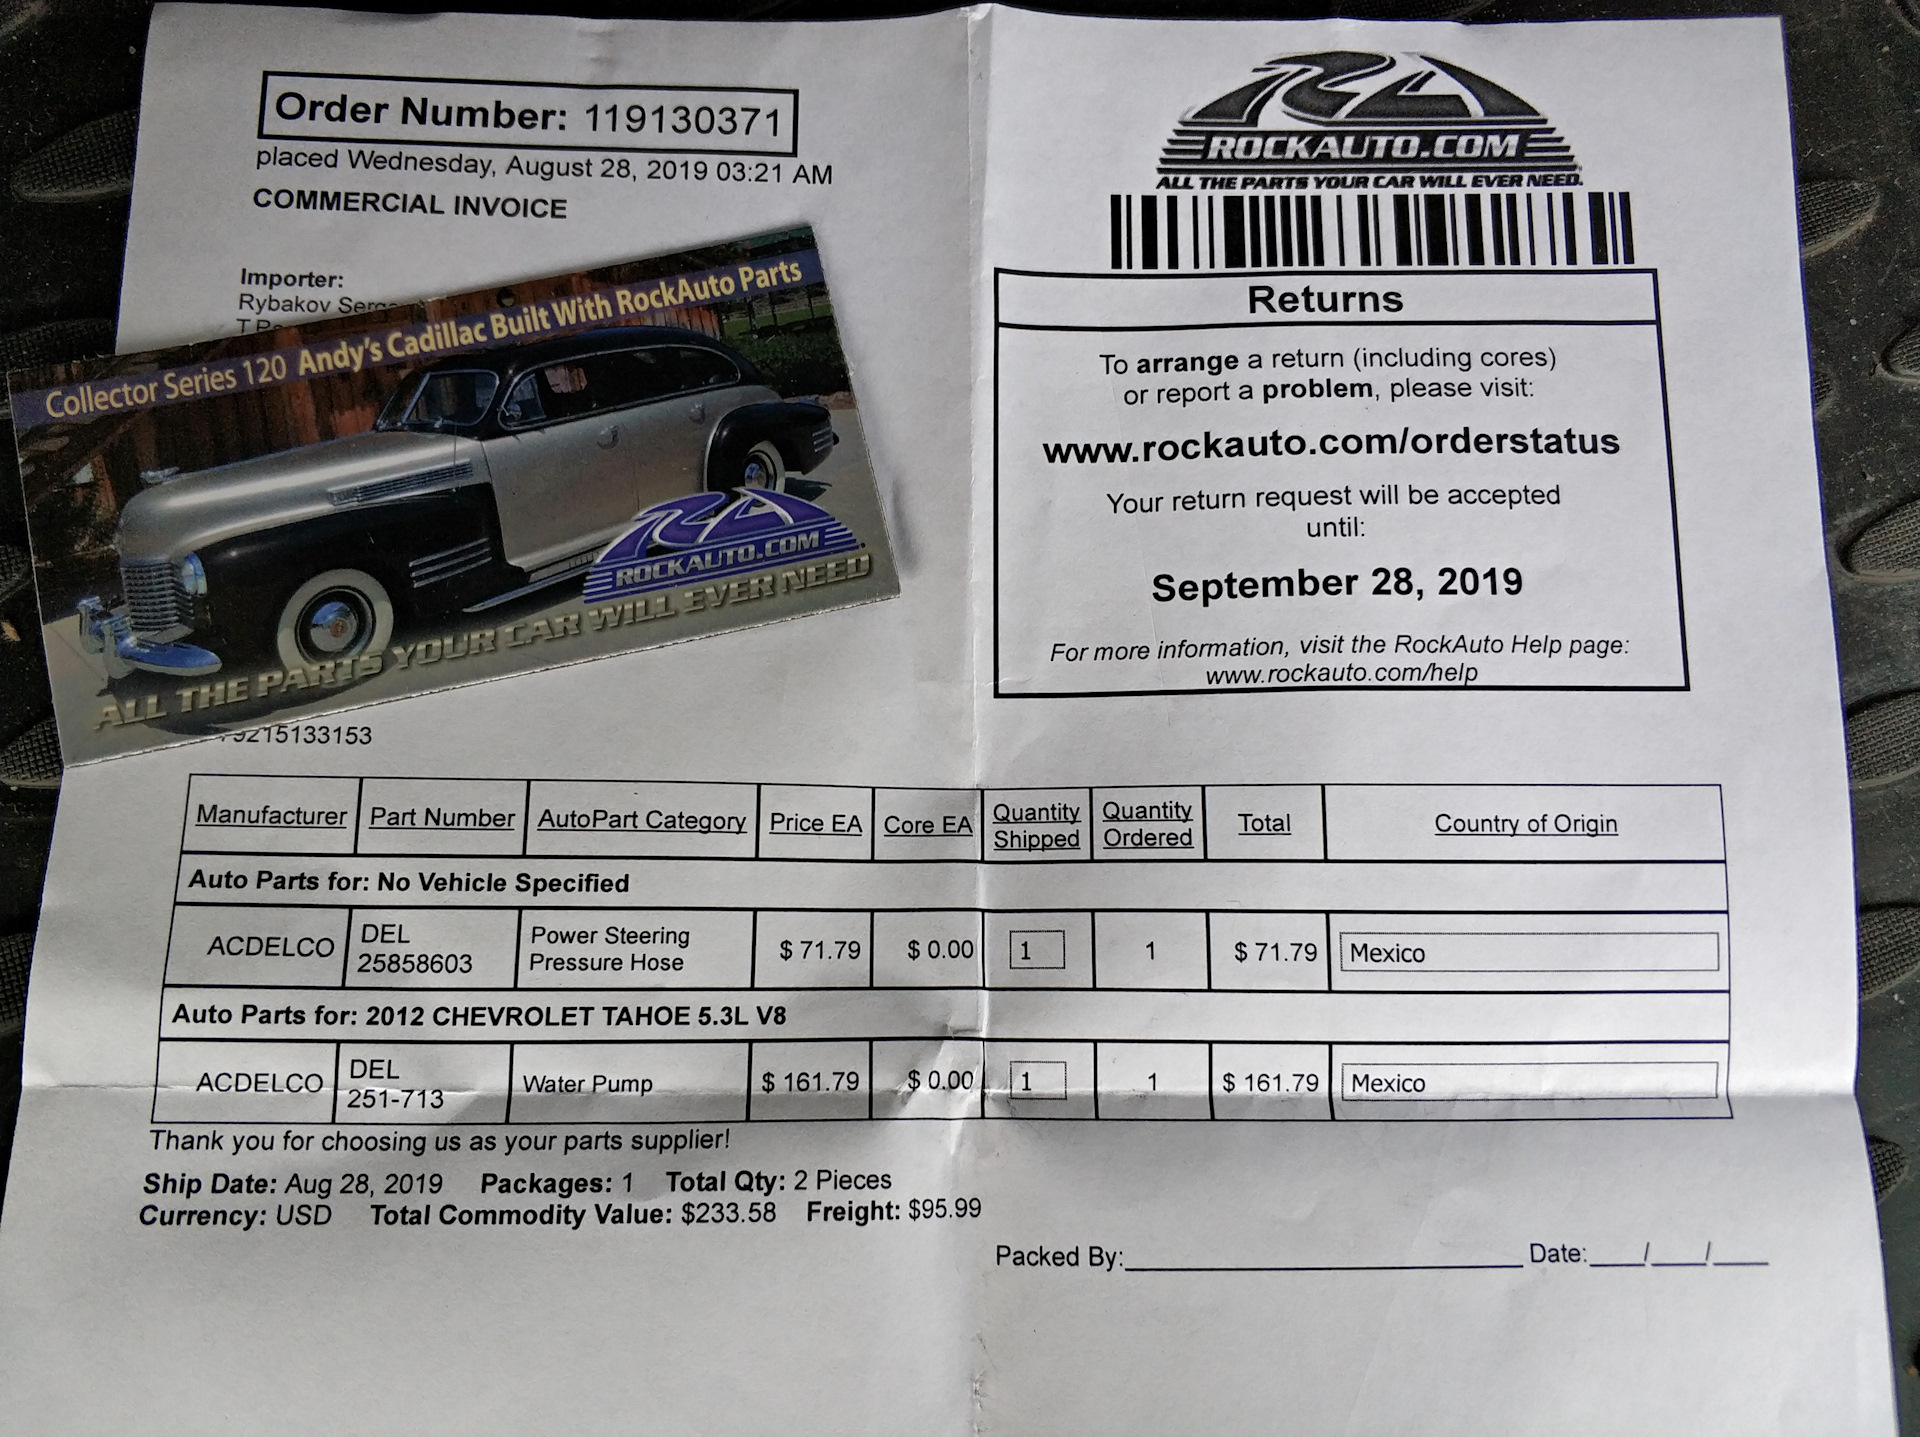 Order Number: 119130371
placed Wednesday, August 28, 2019 03:21 AM
COMMERCIAL INVOICE
Importer:
Rybakov
Collector Series 120 Andy's Cadillac Built With RockAuto Parts
RA
ROCKAUTO.COM
ALL THE PARTS YOUR CAR WILL EVER NEED
9215133153
RA
ROCKAUTO.COM
ALL THE PARTS YOUR CAR WILL EVER NEED.
Returns
To arrange a return (including cores)
or report a problem, please visit:
www.rockauto.com/orderstatus
Your return request will be accepted
until:
September 28, 2019
For more information, visit the RockAuto Help page:
www.rockauto.com/help
Manufacturer Part Number AutoPart Category Price EA Core EA Quantity Shipped Quantity Ordered Total Country of Origin
Auto Parts for: No Vehicle Specified
ACDELCO DEL 25858603 Power Steering Pressure Hose $ 71.79 $ 0.00 1 1 $ 71.79 Mexico
Auto Parts for: 2012 CHEVROLET TAHOE 5.3L V8
ACDELCO DEL 251-713 Water Pump $ 161.79 $ 0.00 1 1 $ 161.79 Mexico
Thank you for choosing us as your parts supplier!
Ship Date: Aug 28, 2019 Packages: 1 Total Qty: 2 Pieces
Currency: USD Total Commodity Value: $233.58 Freight: $95.99
Packed By: Date: / /